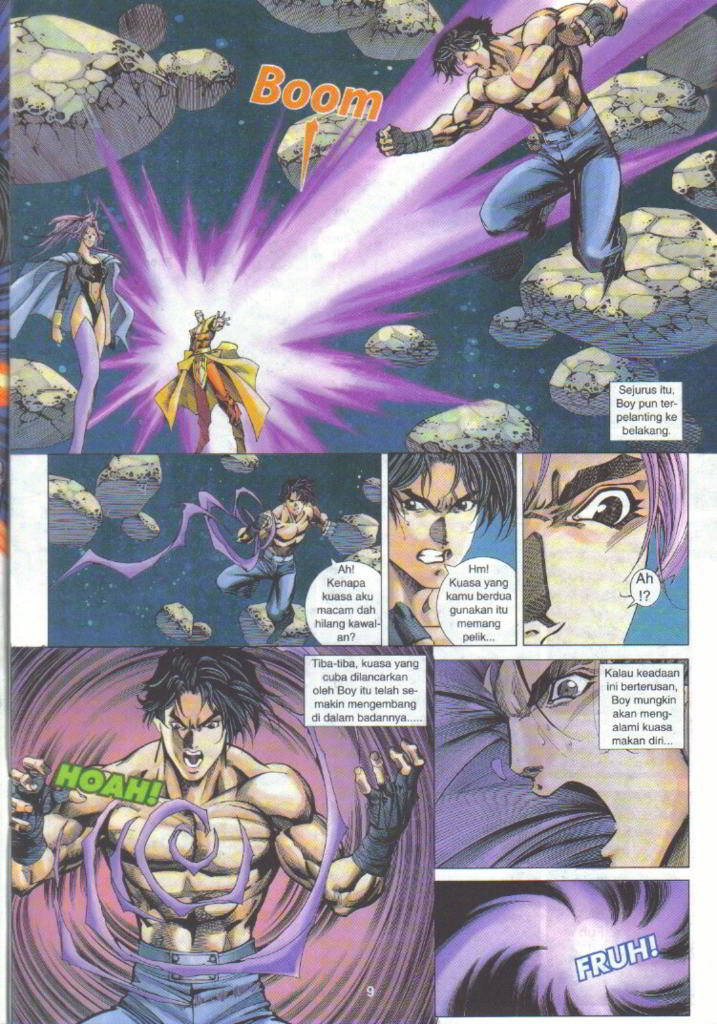 Boom
Sejurus itu,
Boy pun ter-
pelanting ke
belakang.
Ah!
Kenapa
kuasa aku
macam dah
hilang kawal-
an?
Hm!
Kuasa yang
kamu berdua
gunakan itu
memang
pelik...
Ah
!?
Tiba-tiba, kuasa yang
cuba dilancarkan
oleh Boy itu telah se-
makin mengembang
di dalam badannya.....
HOAH!
Kalau keadaan
ini berterusan,
Boy mungkin
akan meng-
alami kuasa
makan diri...
FRUH!
9